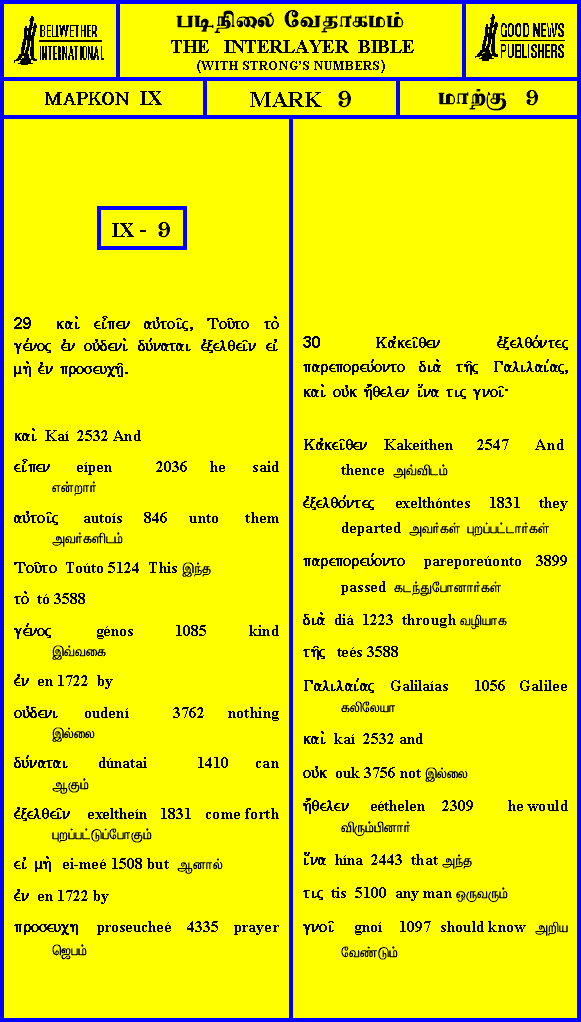 BELLWETHER
INTERNATIONAL
படிநிலை வேதாகமம்
THE INTERLAYER BIBLE
(WITH STRONG'S NUMBERS)
GOOD NEWS
PUBLISHERS
ΜΑΡΚΟΝ IX
MARK 9
மாற்கு 9
IX - 9
29 καὶ εἶπεν αὐτοῖς, Τοῦτο τὸ
γένος ἐν οὐδενὶ δύναται ἐξελθεῖν εἰ
μὴ ἐν προσευχῇ.
καὶ Kaí 2532 And
εἶπεν eípen 2036 he said
என்றார்
αὐτοῖς autoís 846 unto them
அவர்களிடம்
Τοῦτο Toúto 5124 This இந்த
τὸ tó 3588
γένος génos 1085 kind
இவ்வகை
ἐν en 1722 by
οὐδενι oudení 3762 nothing
இல்லை
δύναται dúnatai 1410 can
ஆகும்
ἐξελθεῖν exeltheín 1831 come forth
புறப்பட்டுப்போகும்
εἰ μὴ ei-meé 1508 but ஆனால்
ἐν en 1722 by
προσευχη proseucheé 4335 prayer
ஜெபம்
30 Κἀκεῖθεν ἐξελθόντες
παρεπορεύοντο διὰ τῆς Γαλιλαίας,
καὶ οὐκ ἤθελεν ἵνα τις γνοῖ·
Κἀκεῖθεν Kakeíthen 2547 And
thence அவ்விடம்
ἐξελθόντες exelthóntes 1831 they
departed அவர்கள் புறப்பட்டார்கள்
παρεπορεύοντο pareporeúonto 3899
passed கடந்துபோனார்கள்
διὰ diá 1223 through வழியாக
τῆς teés 3588
Γαλιλαίας Galilaías 1056 Galilee
கலிலேயா
καὶ kaí 2532 and
οὐκ ouk 3756 not இல்லை
ἤθελεν eéthelen 2309 he would
விரும்பினார்
ἵνα hína 2443 that அந்த
τις tis 5100 any man ஒருவரும்
γνοῖ gnoí 1097 should know அறிய
வேண்டும்